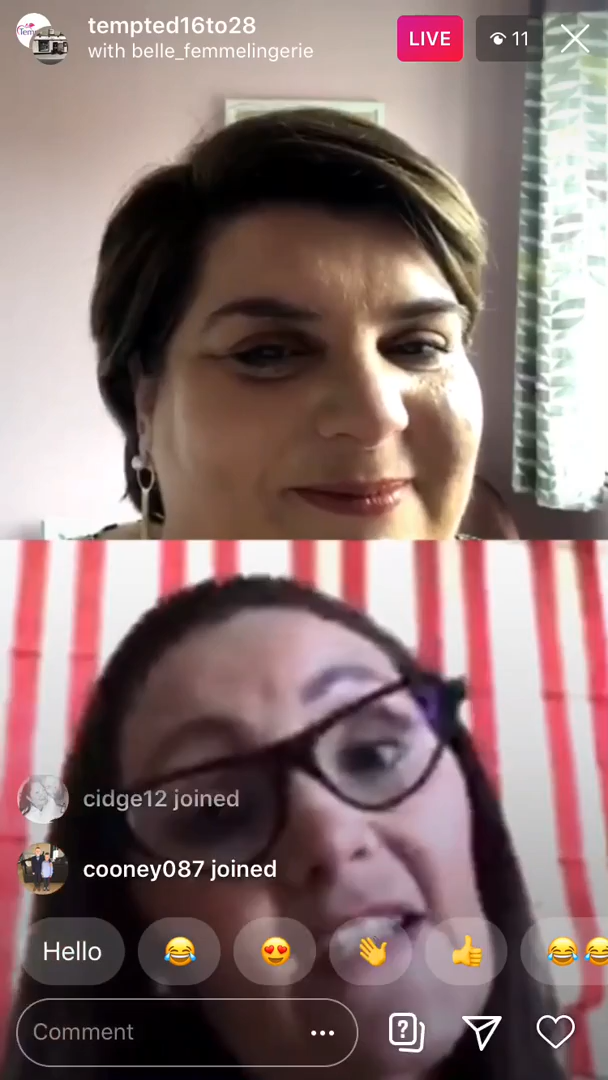 tempted16to28
with belle_femmelingerie
LIVE
11
cidge12 joined
cooney087 joined
Hello
Comment